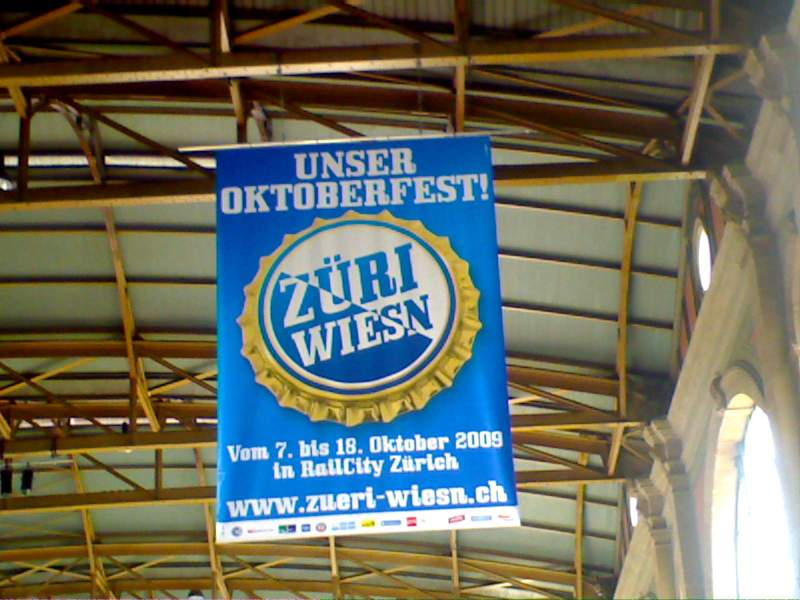 UNSER
OKTOBERFEST!
ZÜRI
WIESN
Vom 7. bis 18. Oktober 2009
in RailCity Zürich
www.zueri-wiesn.ch